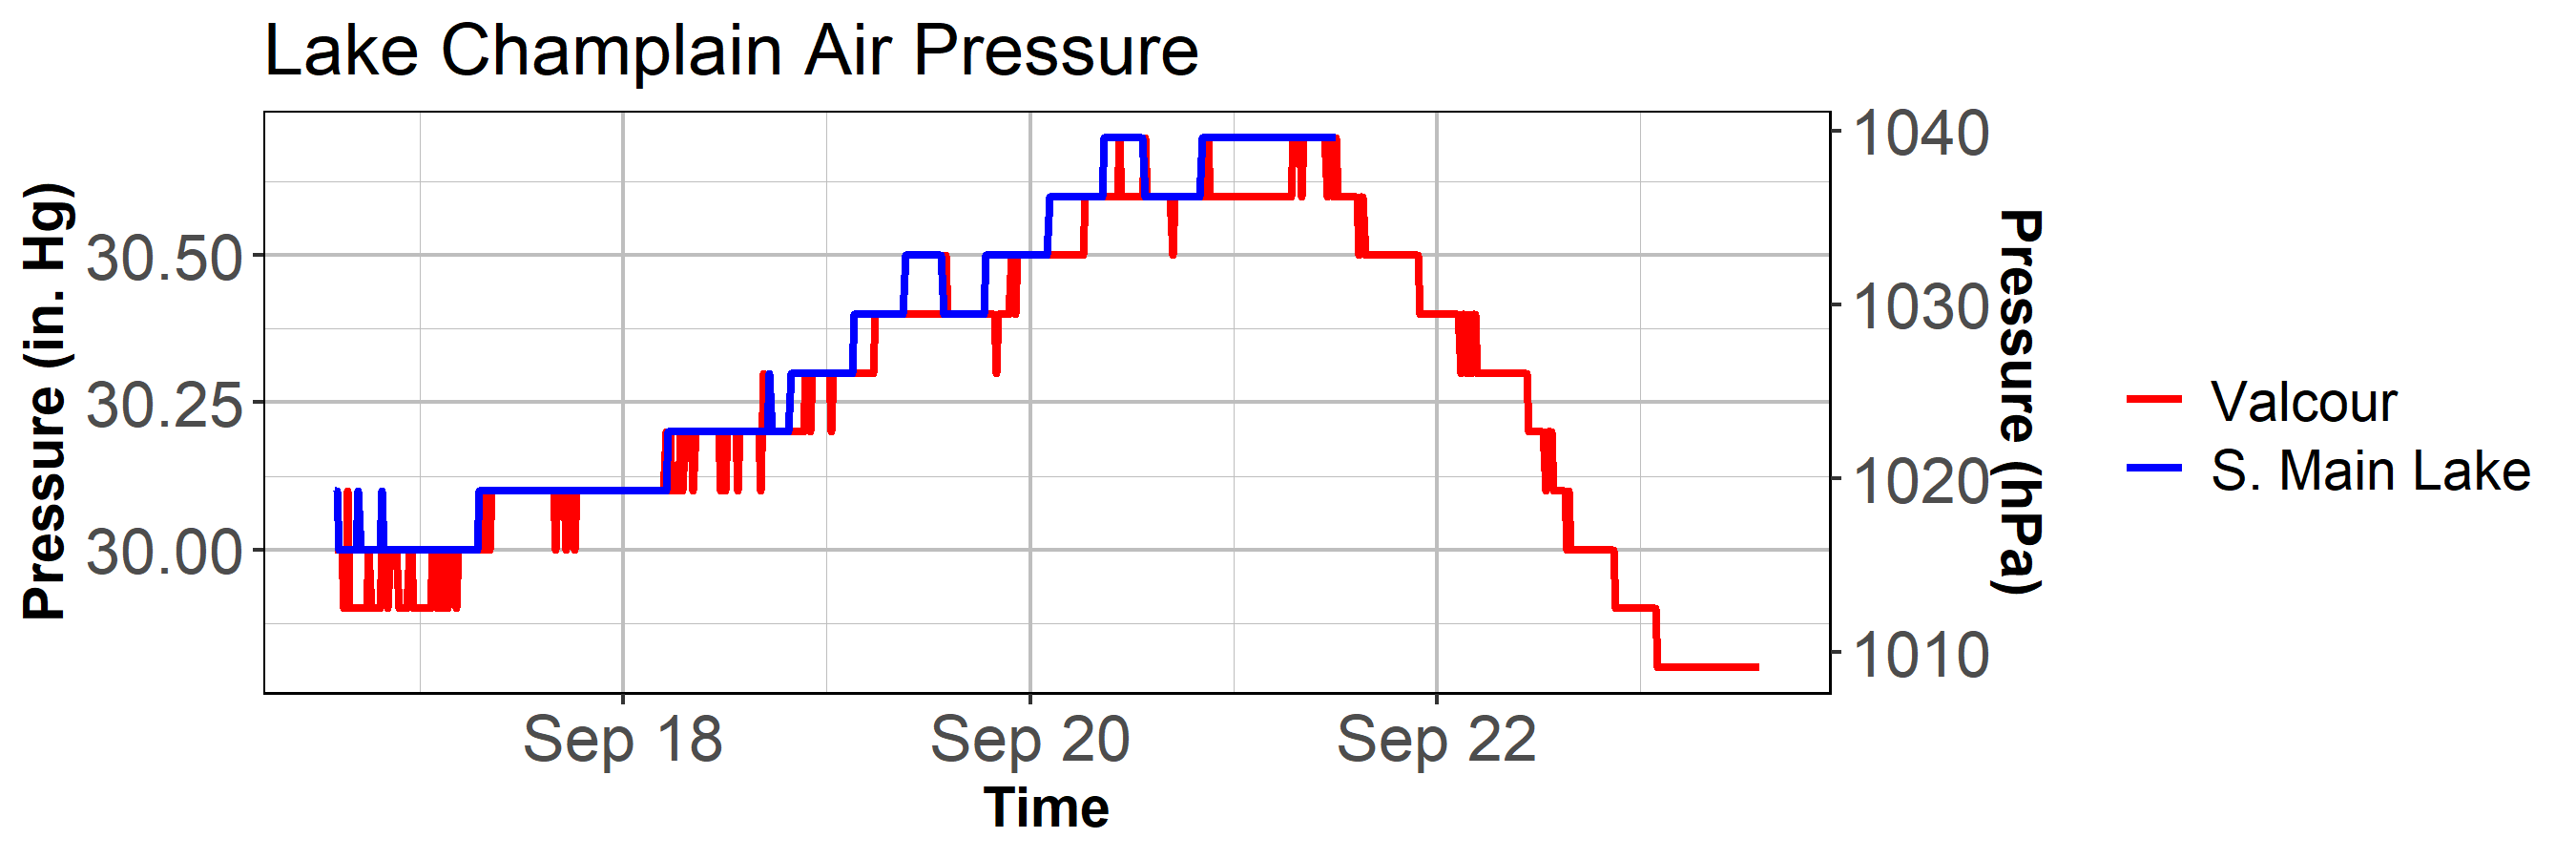 Lake Champlain Air Pressure
Pressure (in. Hg)
30.50
30.25
30.00
1040
1030
1020
1010
Pressure (hPa)
Sep 18
Sep 20
Sep 22
Time
Valcour
S. Main Lake